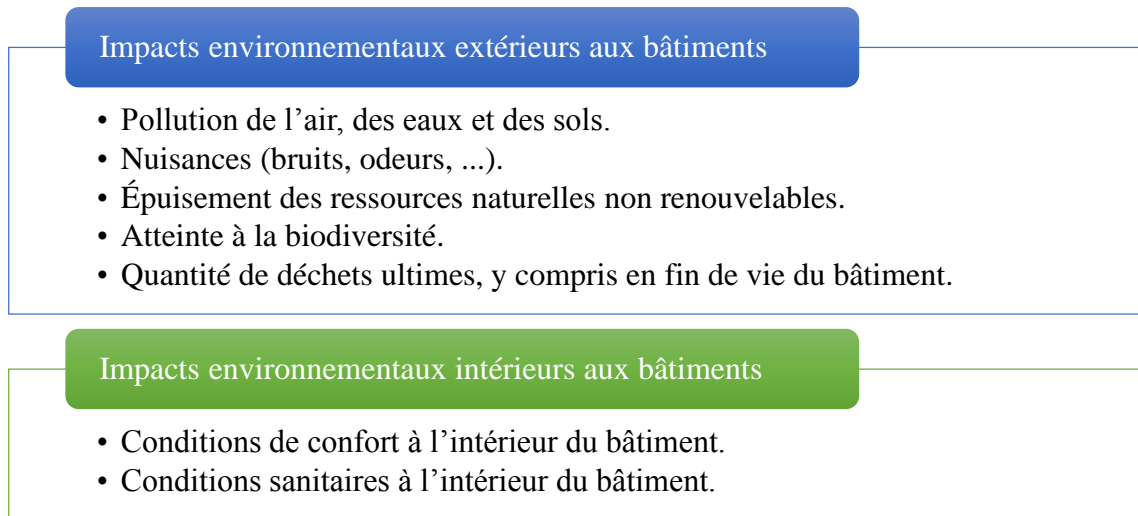 Impacts environnementaux extérieurs aux bâtiments
• Pollution de l’air, des eaux et des sols.
• Nuisances (bruits, odeurs, ...).
• Épuisement des ressources naturelles non renouvelables.
• Atteinte à la biodiversité.
• Quantité de déchets ultimes, y compris en fin de vie du bâtiment.
Impacts environnementaux intérieurs aux bâtiments
• Conditions de confort à l’intérieur du bâtiment.
• Conditions sanitaires à l’intérieur du bâtiment.